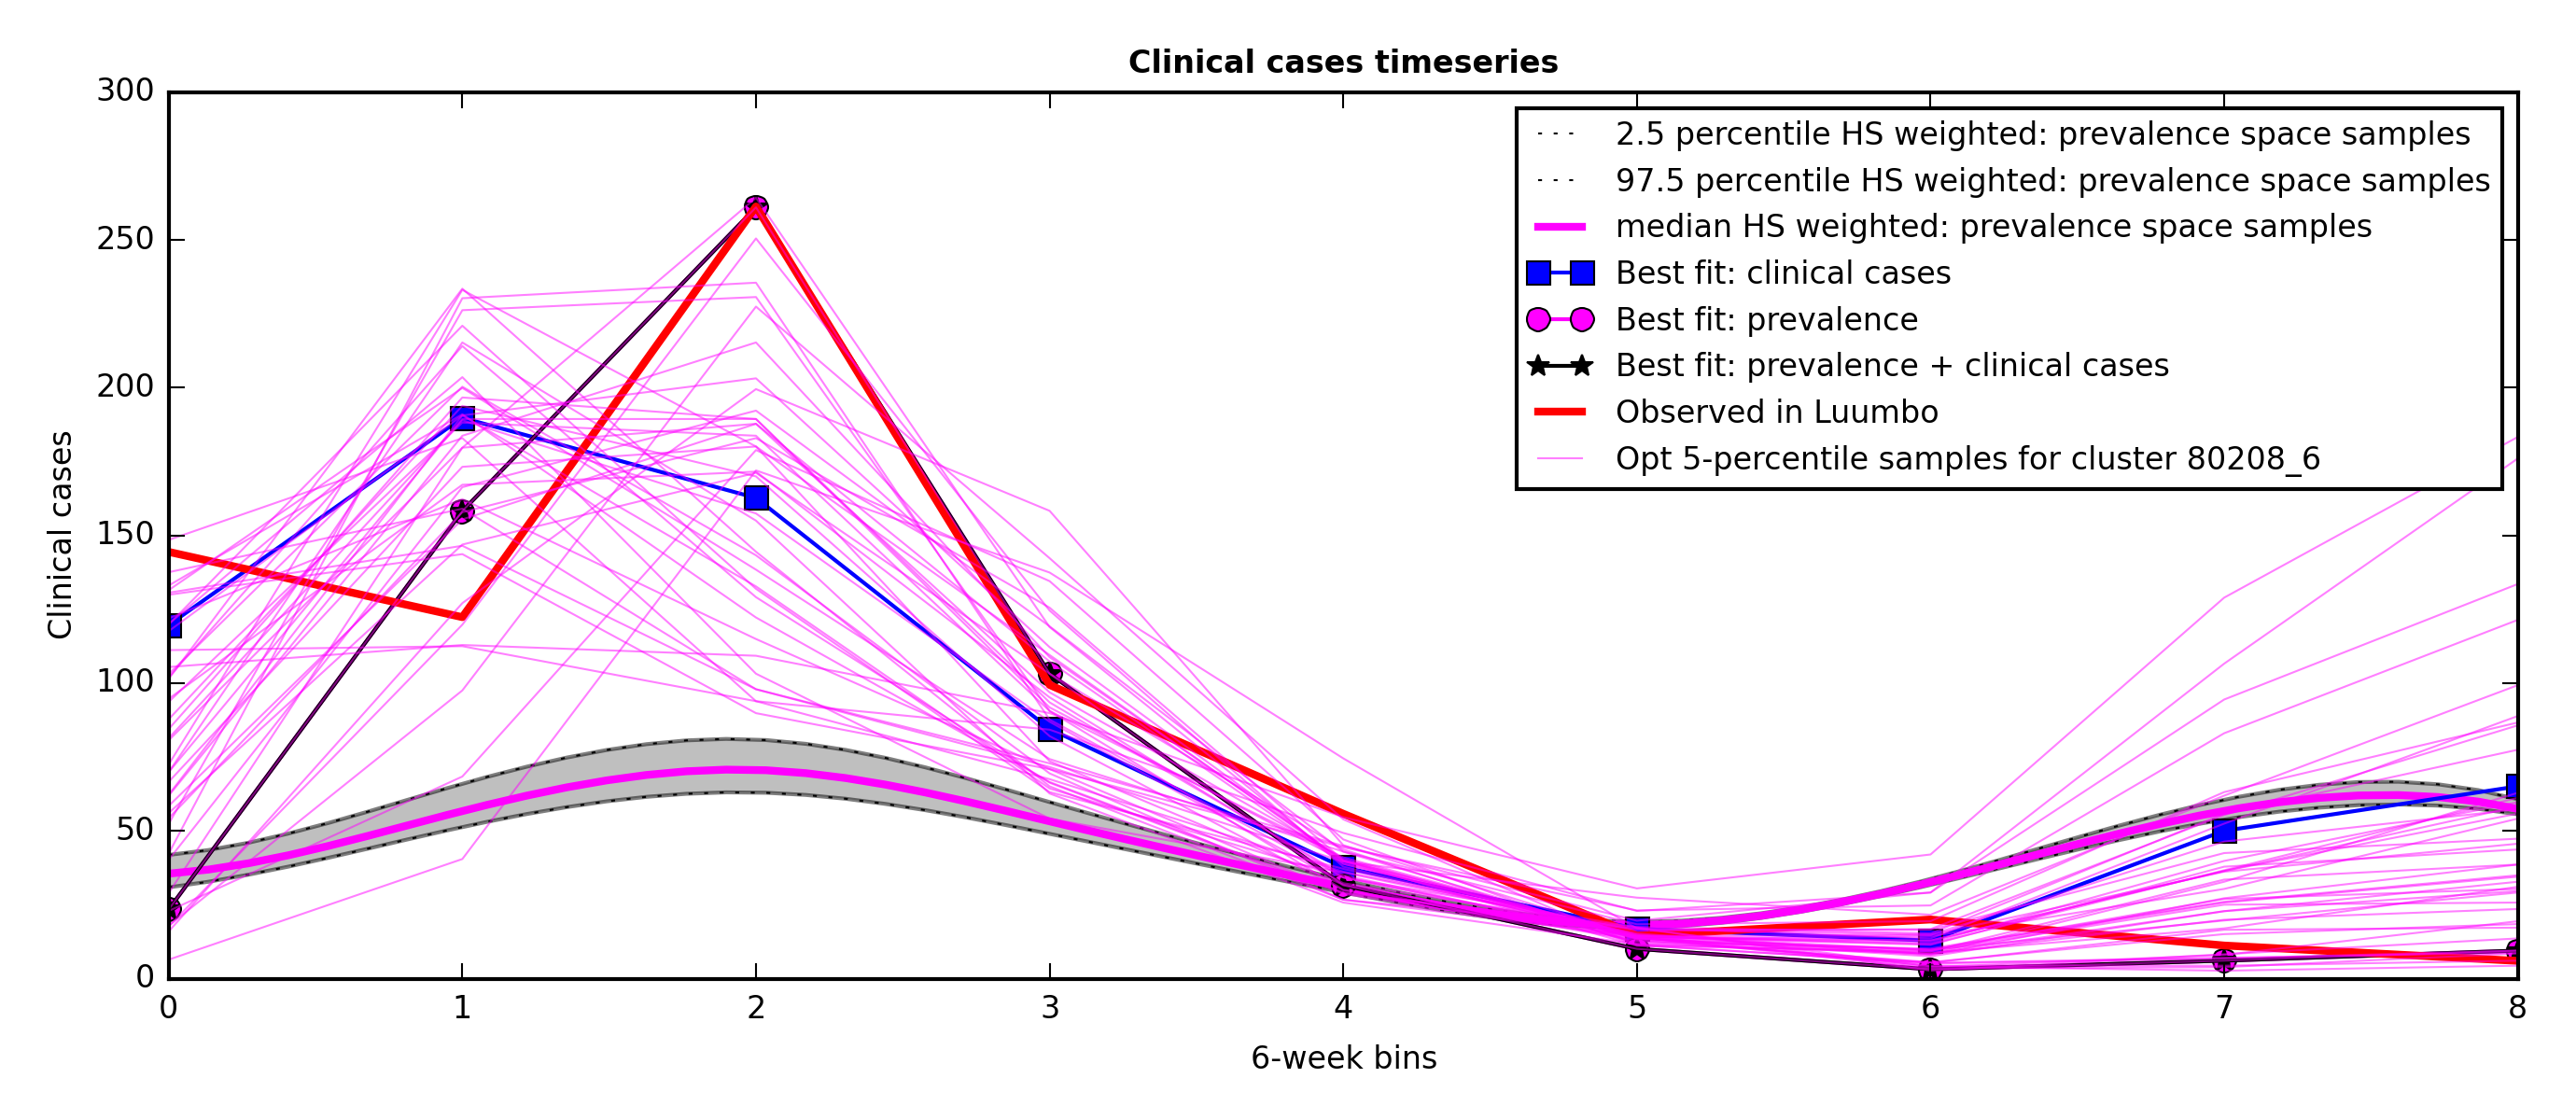 Clinical cases timeseries
300
250
200
150
100
50
0
Clinical cases
2.5 percentile HS weighted: prevalence space samples
97.5 percentile HS weighted: prevalence space samples
median HS weighted: prevalence space samples
Best fit: clinical cases
Best fit: prevalence
Best fit: prevalence + clinical cases
Observed in Luumbo
Opt 5-percentile samples for cluster 80208_6
0 1 2 3 4 5 6 7 8
6-week bins